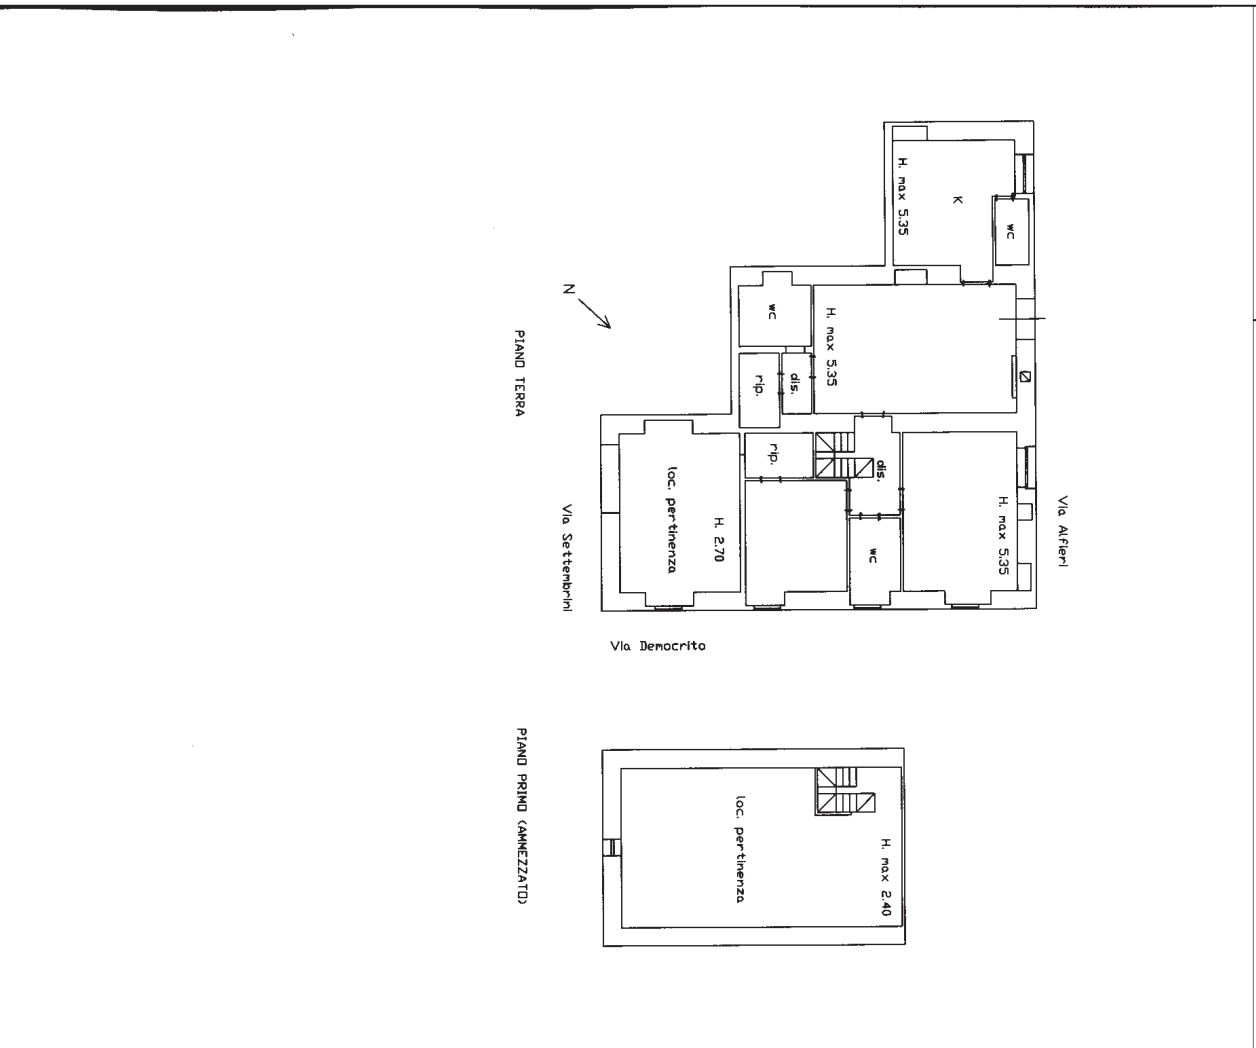 H. max 5.35
K
wc
N
wc
H. max 5.35
PIANO TERRA
rip.
dis.
rip.
dis.
loc. pertinenza
H. 2.70
wc
H. max 5.35
Via Alfieri
Via Settembrini
Via Democrito
PIANO PRIMO (AMMEZZATO)
loc. pertinenza
H. max 2.40